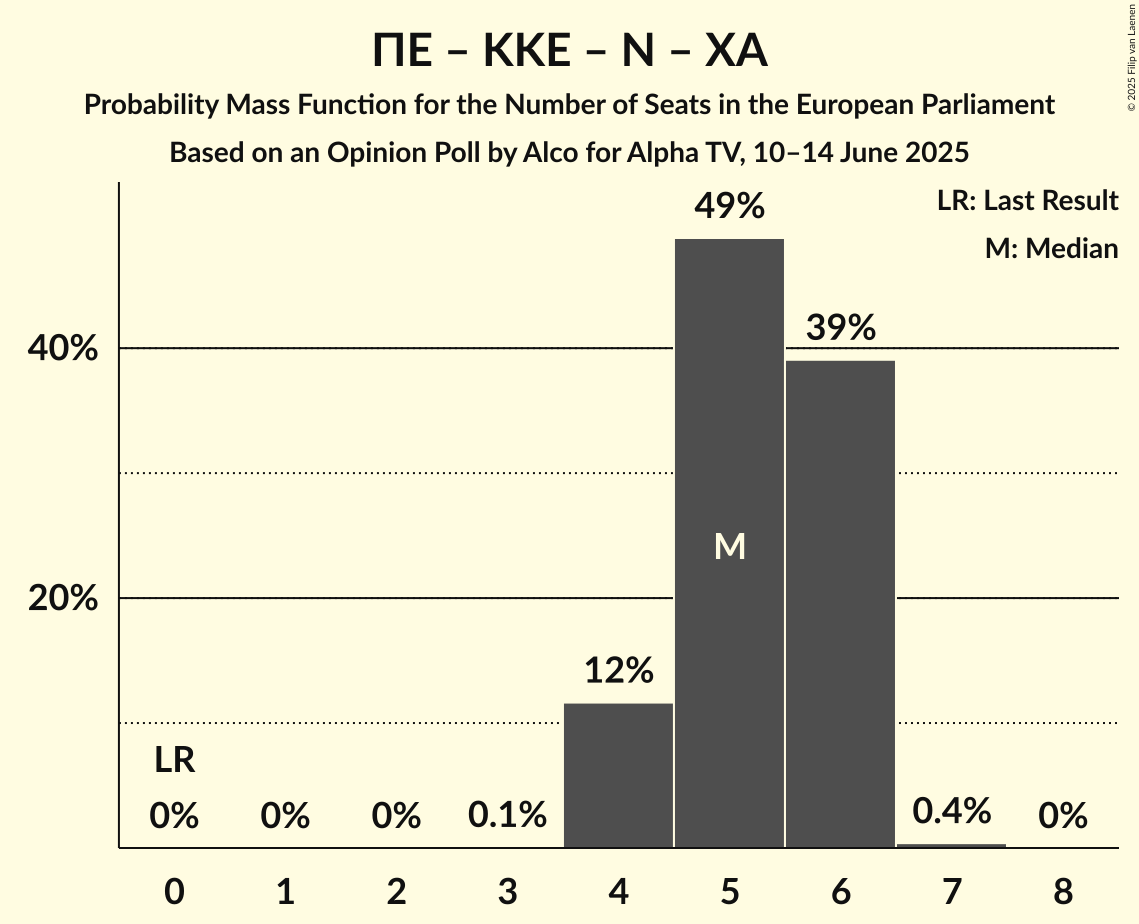 ΠΕ – ΚΚΕ – Ν – ΧΑ
Probability Mass Function for the Number of Seats in the European Parliament
Based on an Opinion Poll by Alco for Alpha TV, 10–14 June 2025
© 2025 Filip van Laenen
LR: Last Result
M: Median
49%
39%
40%
M
20%
12%
LR
0%
0%
0%
0.1%
0.4%
0%
0
1
2
3
4
5
6
7
8